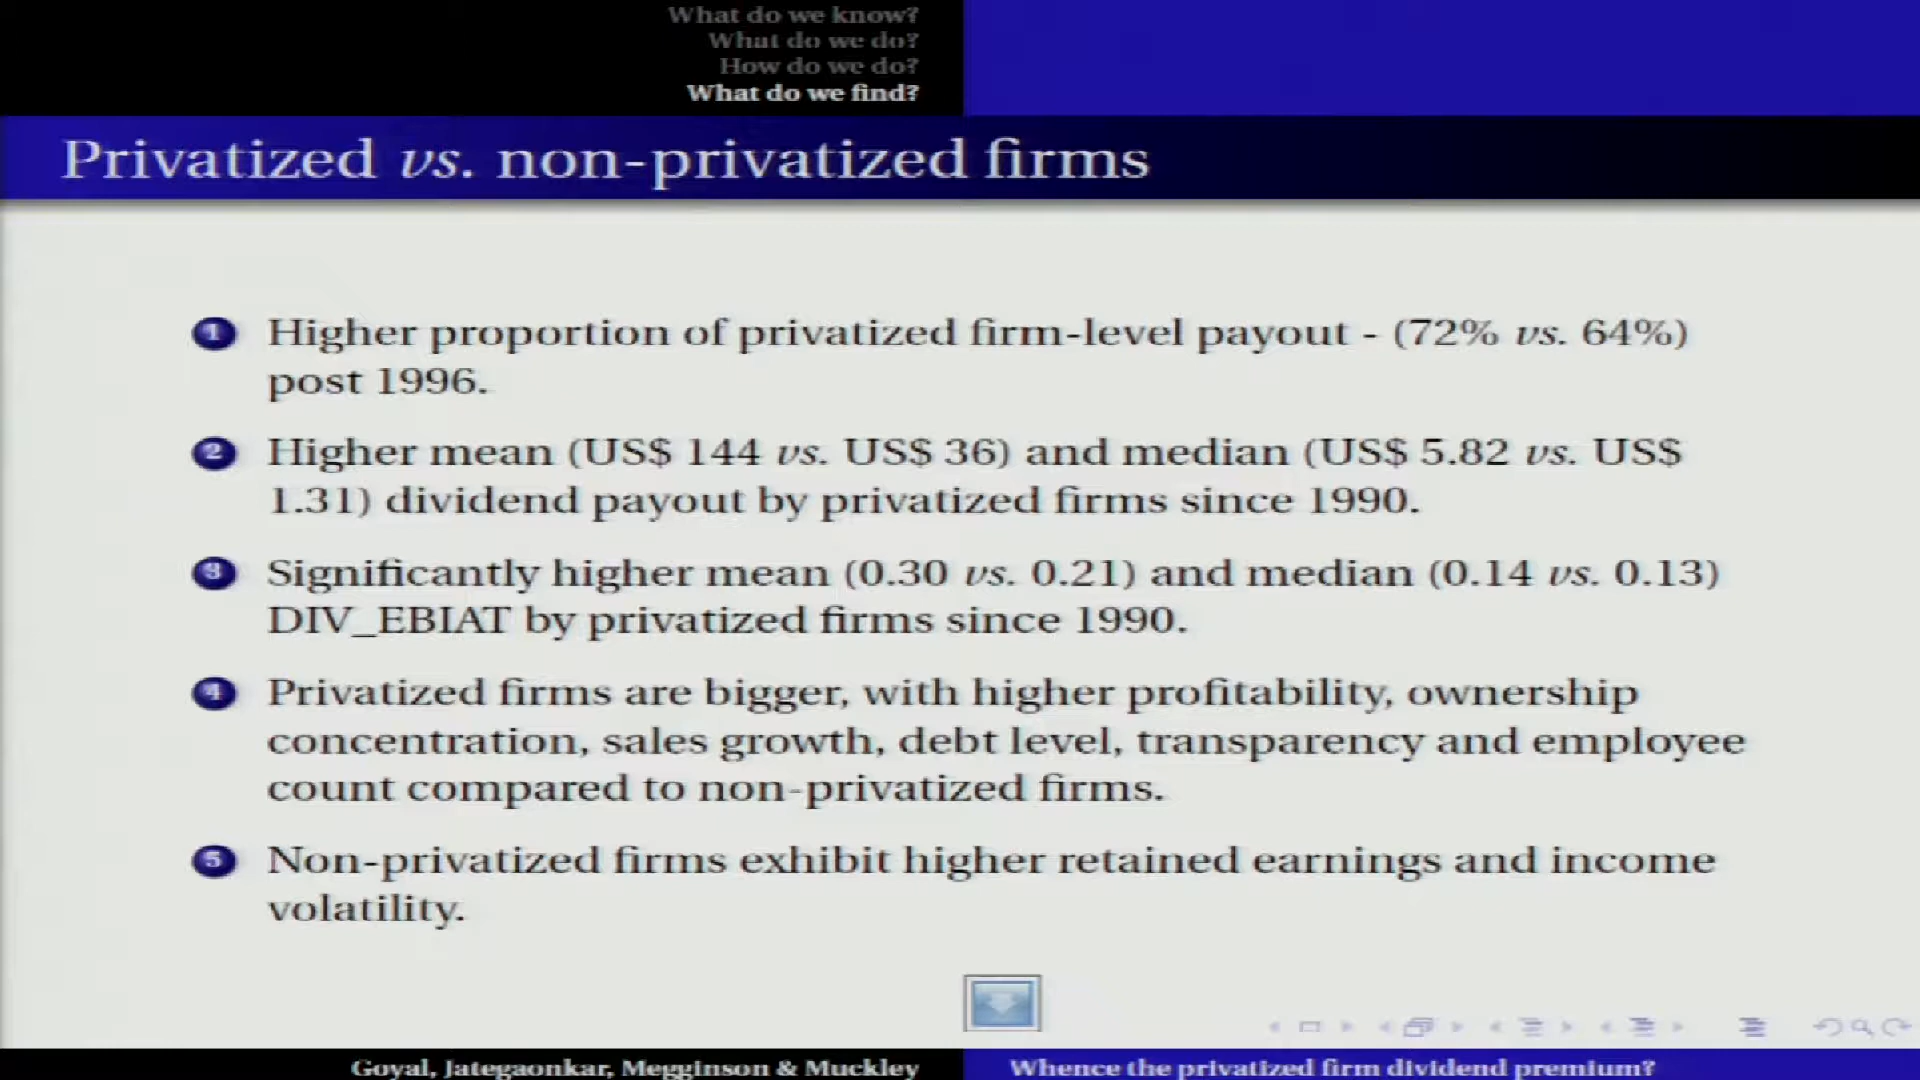 What do we know?
What do we do?
How do we do?
What do we find?
Privatized vs. non-privatized firms
1 Higher proportion of privatized firm-level payout - (72% vs. 64%)
post 1996.
2 Higher mean (US$ 144 vs. US$ 36) and median (US$ 5.82 vs. US$
1.31) dividend payout by privatized firms since 1990.
3 Significantly higher mean (0.30 vs. 0.21) and median (0.14 vs. 0.13)
DIV_EBIAT by privatized firms since 1990.
4 Privatized firms are bigger, with higher profitability, ownership
concentration, sales growth, debt level, transparency and employee
count compared to non-privatized firms.
5 Non-privatized firms exhibit higher retained earnings and income
volatility.
Goyal, Jategaonkar, Megginson & Muckley
Whence the privatized firm dividend premium?